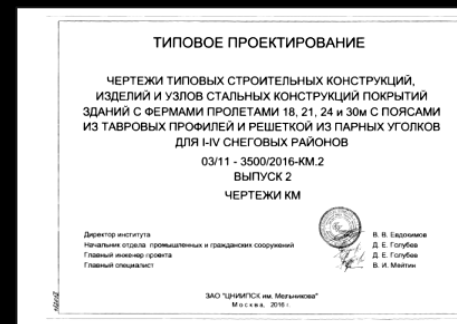 ТИПОВОЕ ПРОЕКТИРОВАНИЕ
ЧЕРТЕЖИ ТИПОВЫХ СТРОИТЕЛЬНЫХ КОНСТРУКЦИЙ,
ИЗДЕЛИЙ И УЗЛОВ СТАЛЬНЫХ КОНСТРУКЦИЙ ПОКРЫТИЙ
ЗДАНИЙ С ФЕРМАМИ ПРОЛЕТАМИ 18, 21, 24 и 30м С ПОЯСАМИ
ИЗ ТАВРОВЫХ ПРОФИЛЕЙ И РЕШЕТКОЙ ИЗ ПАРНЫХ УГОЛКОВ
ДЛЯ I-IV СНЕГОВЫХ РАЙОНОВ
03/11 - 3500/2016-КМ.2
ВЫПУСК 2
ЧЕРТЕЖИ КМ
Директор института В. В. Евдокимов
Начальник отдела промышленных и гражданских сооружений Д. Е. Голубев
Главный инженер проекта Д. Е. Голубев
Главный специалист В. И. Мейтин
ЗАО "ЦНИИПСК им. Мельникова"
Москва, 2016 г.